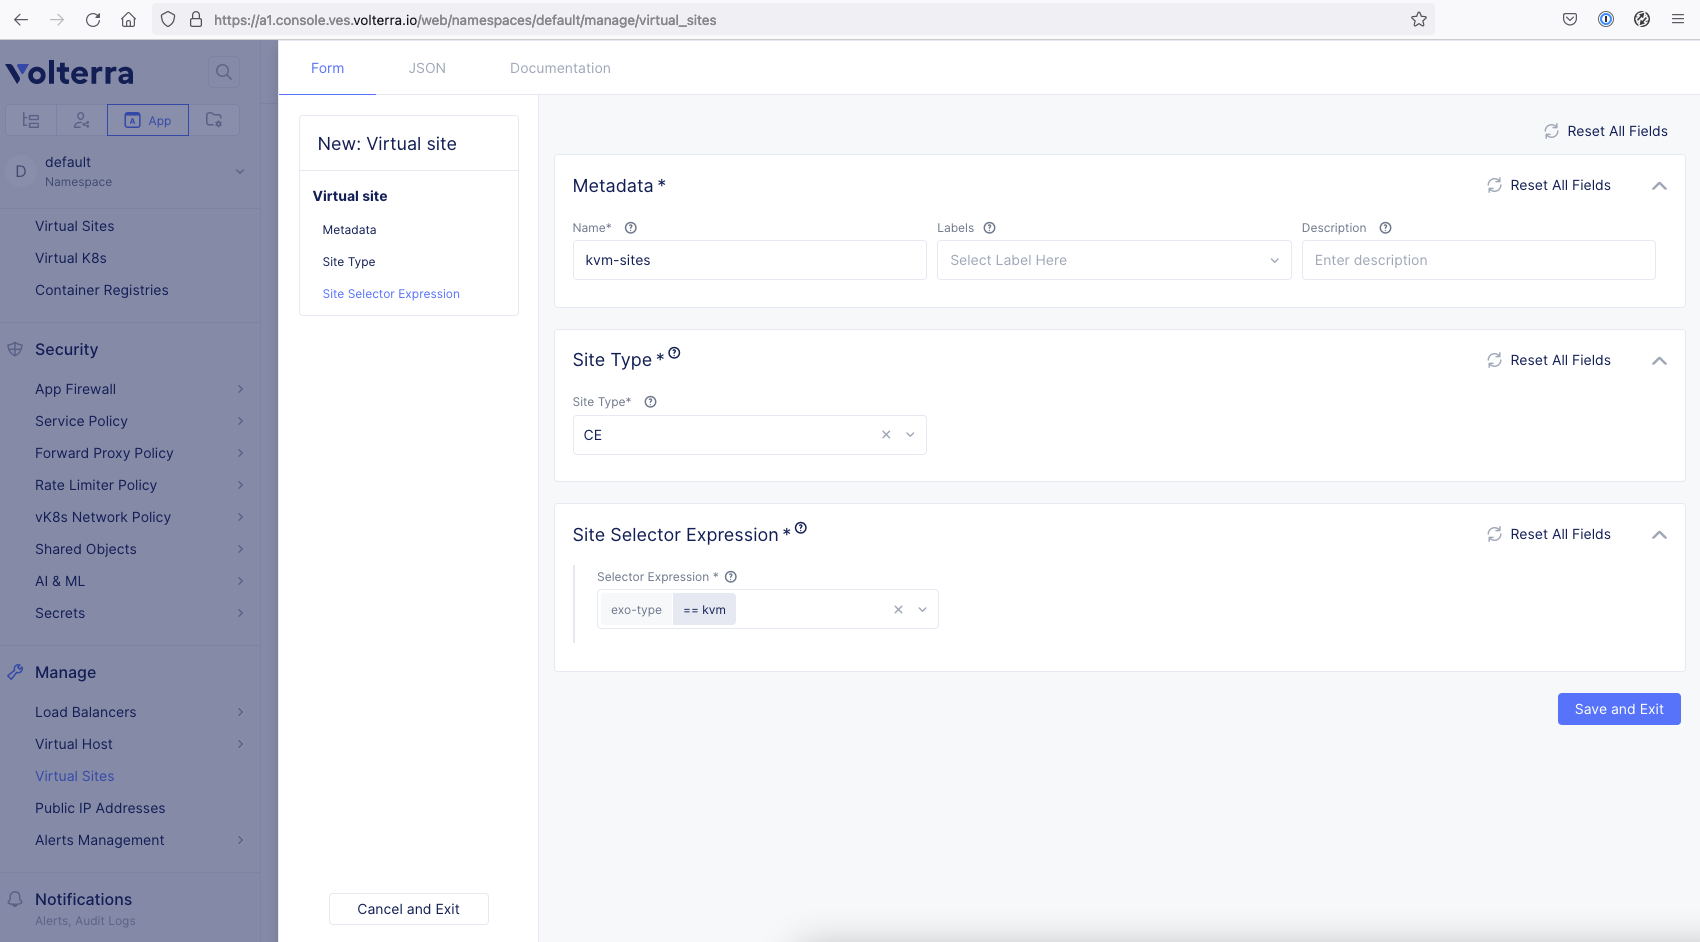 https://a1.console.ves.volterra.io/web/namespaces/default/manage/virtual_sites
Volterra
A App
D default
Namespace
Virtual Sites
Virtual K8s
Container Registries
Security
App Firewall
Service Policy
Forward Proxy Policy
Rate Limiter Policy
vK8s Network Policy
Shared Objects
AI & ML
Secrets
Manage
Load Balancers
Virtual Host
Virtual Sites
Public IP Addresses
Alerts Management
Notifications
Alerts, Audit Logs
Form JSON Documentation
New: Virtual site
Virtual site
Metadata
Site Type
Site Selector Expression
Cancel and Exit
Reset All Fields
Metadata * Reset All Fields
Name* Labels Description
kvm-sites Select Label Here Enter description
Site Type * Reset All Fields
Site Type*
CE
Site Selector Expression * Reset All Fields
Selector Expression *
exo-type == kvm
Save and Exit